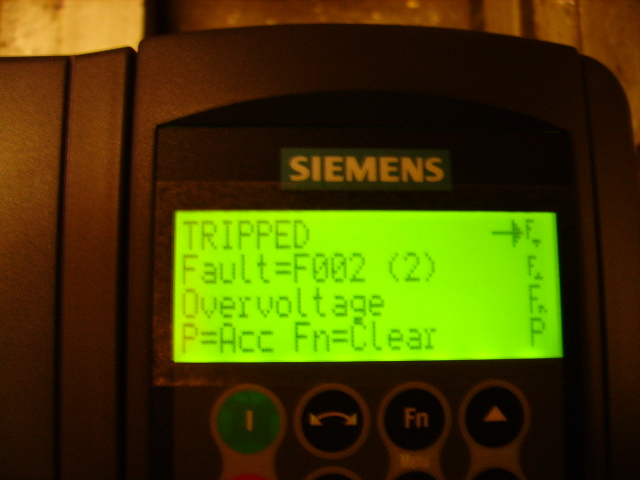 SIEMENS
TRIPPED
Fault=F002 (2)
Overvoltage
P=Acc Fn=Clear P
I
Fn